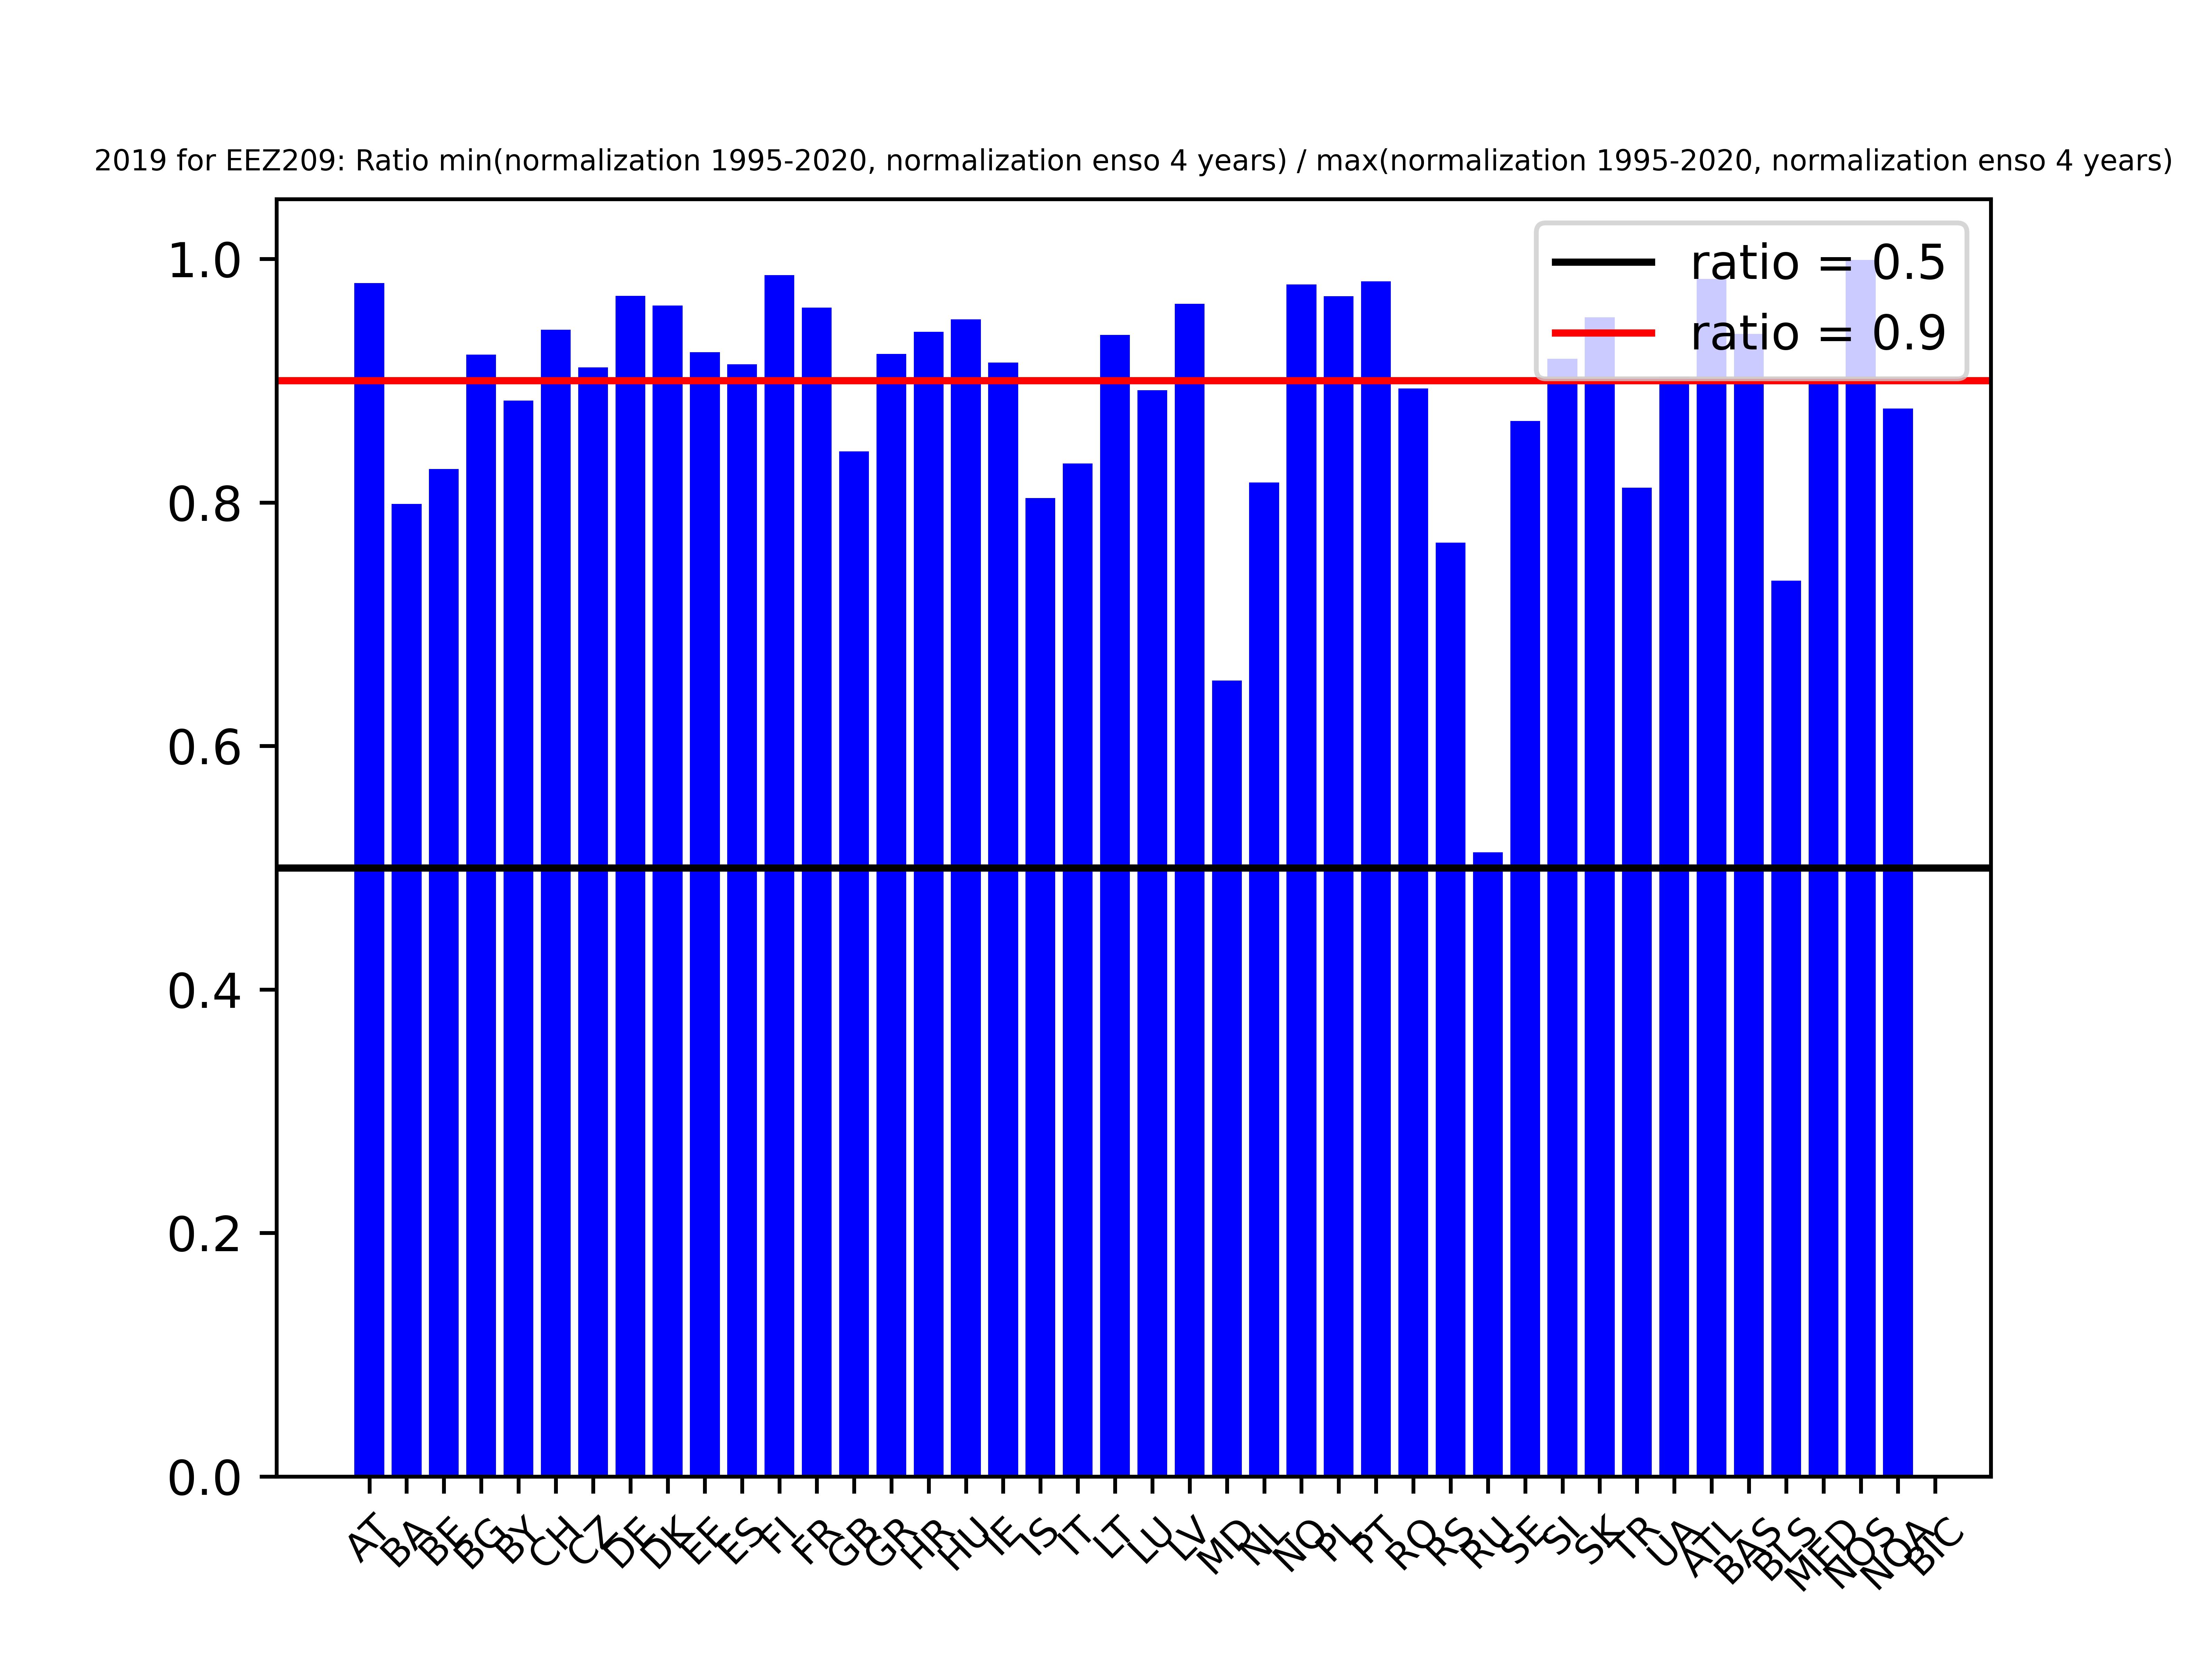 2019 for EEZ209: Ratio min(normalization 1995-2020, normalization enso 4 years) / max(normalization 1995-2020, normalization enso 4 years)
ratio = 0.5
ratio = 0.9
1.0
0.8
0.6
0.4
0.2
0.0
AT BA BE BG BY CH CZ DE DK EE ES FI FR GB GR HR HU IE IS IT LT LU LV MD NL NO PL PT RO RS RU SE SI SK TR UA ATL BAS BLS MED NOS NOA BIC